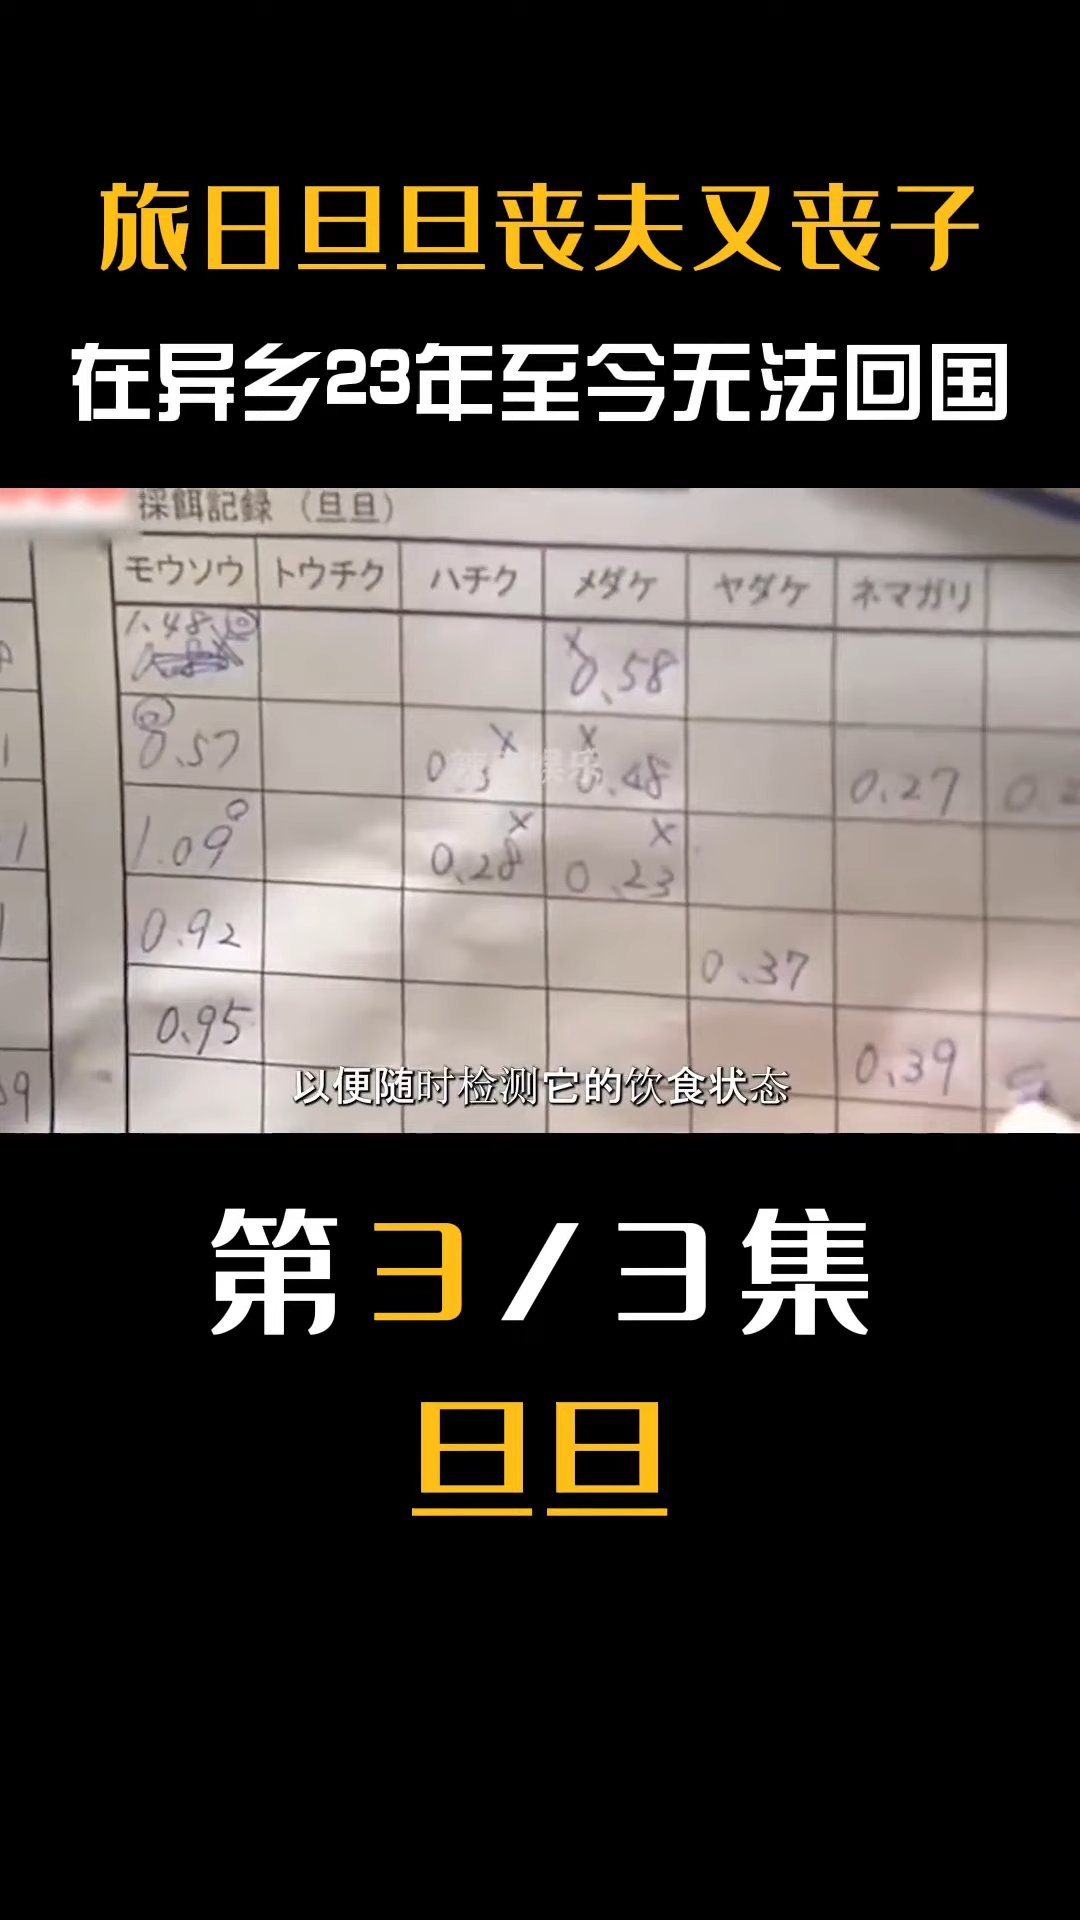 旅日旦旦丧夫又丧子
在异乡23年至今无法回国
採餌記録（旦旦）
モウソウ トウチク ハチク メダケ ヤダケ ネマガリ
1.48 0.58
0.57 0.48 0.27
1.09 0.28 0.23
0.92 0.37
0.95 0.39
以便随时检测它的饮食状态
第3/3集
旦旦